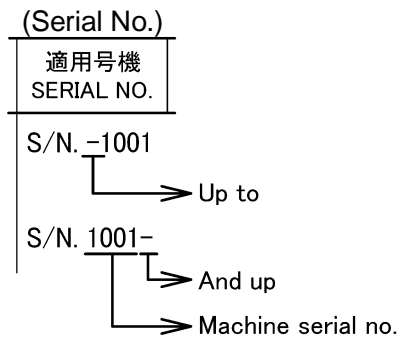 (Serial No.)
適用号機
SERIAL NO.
S/N. -1001
Up to
S/N. 1001-
And up
Machine serial no.